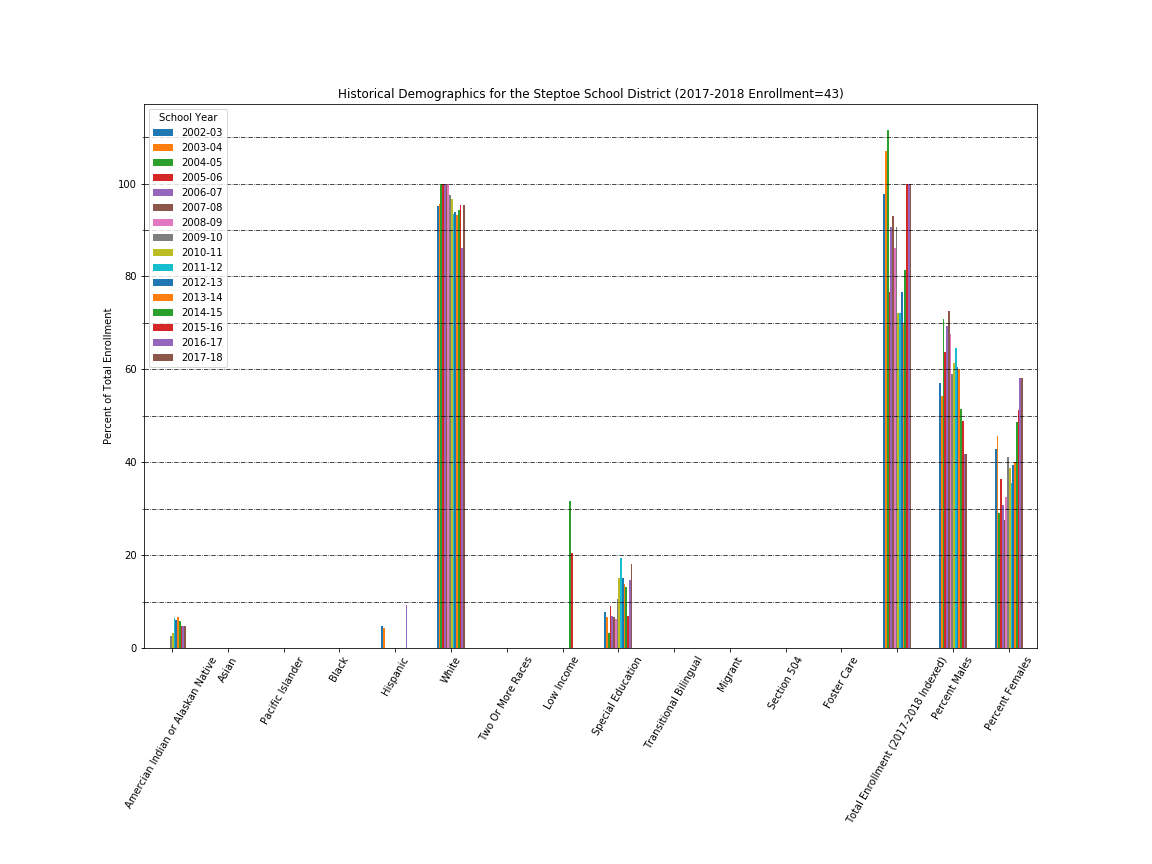 Historical Demographics for the Steptoe School District (2017-2018 Enrollment=43)
School Year
2002-03
2003-04
2004-05
2005-06
2006-07
2007-08
2008-09
2009-10
2010-11
2011-12
2012-13
2013-14
2014-15
2015-16
2016-17
2017-18
Percent of Total Enrollment
100
80
60
40
20
0
Amercian Indian or Alaskan Native
Asian
Pacific Islander
Black
Hispanic
White
Two Or More Races
Low Income
Special Education
Transitional Bilingual
Migrant
Section 504
Foster Care
Total Enrollment (2017-2018 Indexed)
Percent Males
Percent Females